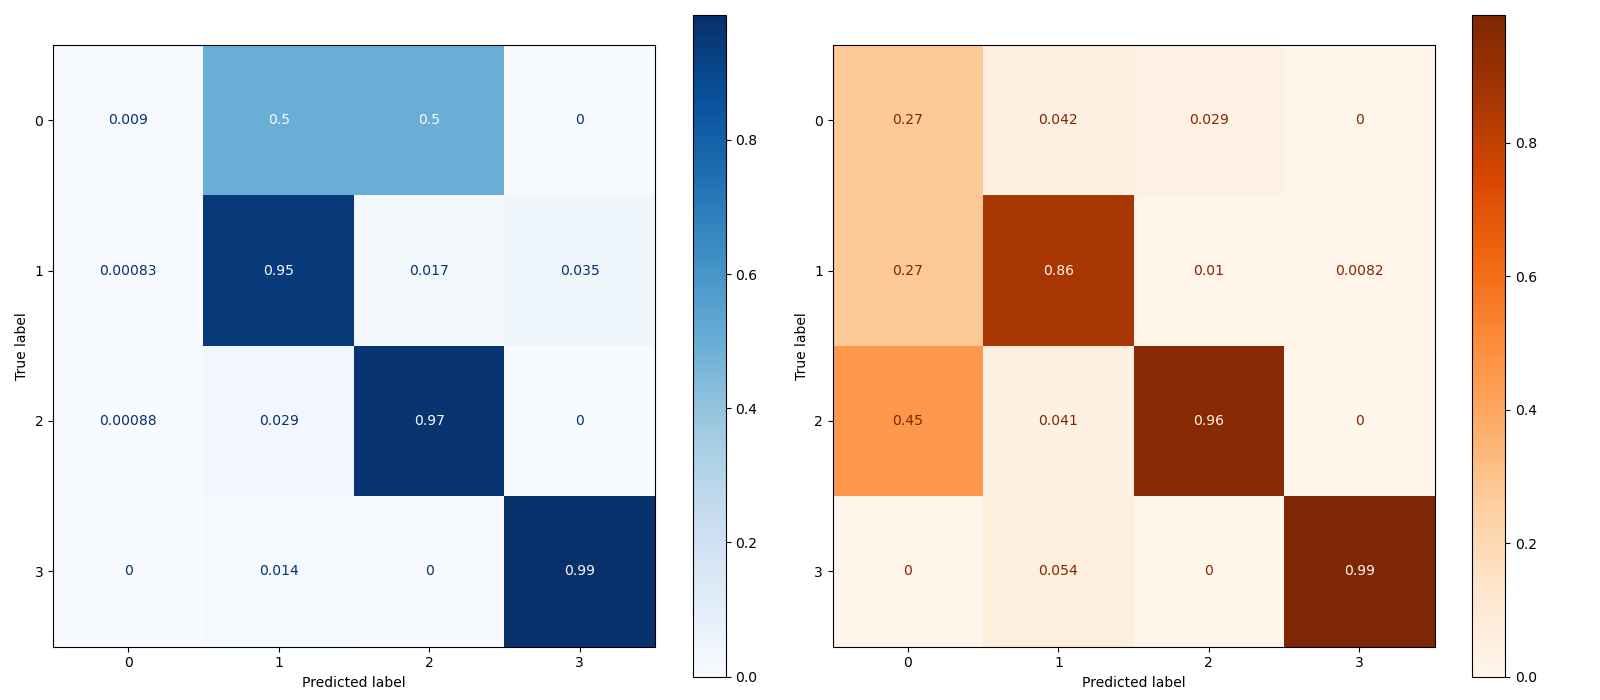 0 0.009 0.5 0.5 0
1 0.00083 0.95 0.017 0.035
2 0.00088 0.029 0.97 0
3 0 0.014 0 0.99
0 1 2 3
True label
Predicted label
0.8
0.6
0.4
0.2
0.0
0 0.27 0.042 0.029 0
1 0.27 0.86 0.01 0.0082
2 0.45 0.041 0.96 0
3 0 0.054 0 0.99
0 1 2 3
True label
Predicted label
0.8
0.6
0.4
0.2
0.0